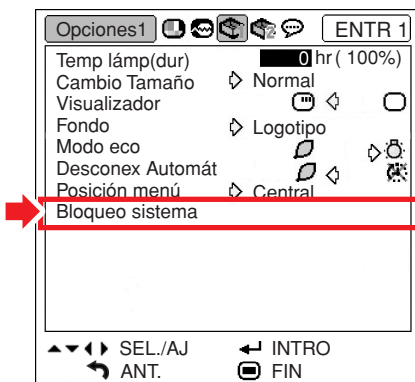 Opciones1 ENTR 1
Temp lámp(dur) 0 hr ( 100%)
Cambio Tamaño Normal
Visualizador
Fondo Logotipo
Modo eco
Desconex Automát
Posición menú Central
Bloqueo sistema
SEL./AJ INTRO
ANT. FIN